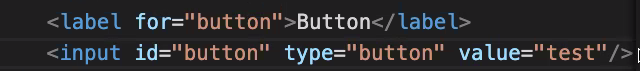 <label for="button">Button</label>
<input id="button" type="button" value="test"/>